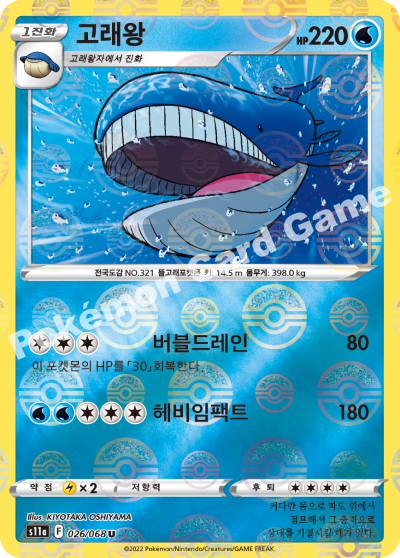 1진화
고래왕
HP 220
고래왕자에서 진화
전국도감 NO.321 뜰고래포켓몬 키: 14.5 m 몸무게: 398.0 kg
Pokémon Card Game
버블드레인 80
이 포켓몬의 HP를 「30」 회복한다.
헤비임팩트 180
약점 ×2 저항력 후퇴
Illus. KIYOTAKA OSHIYAMA
s11a F 026/068 U
커다란 몸으로 파도 위에서
점프해서 그 충격으로
상대를 기절시킬 때가 있다.
©2022 Pokémon/Nintendo/Creatures/GAME FREAK.